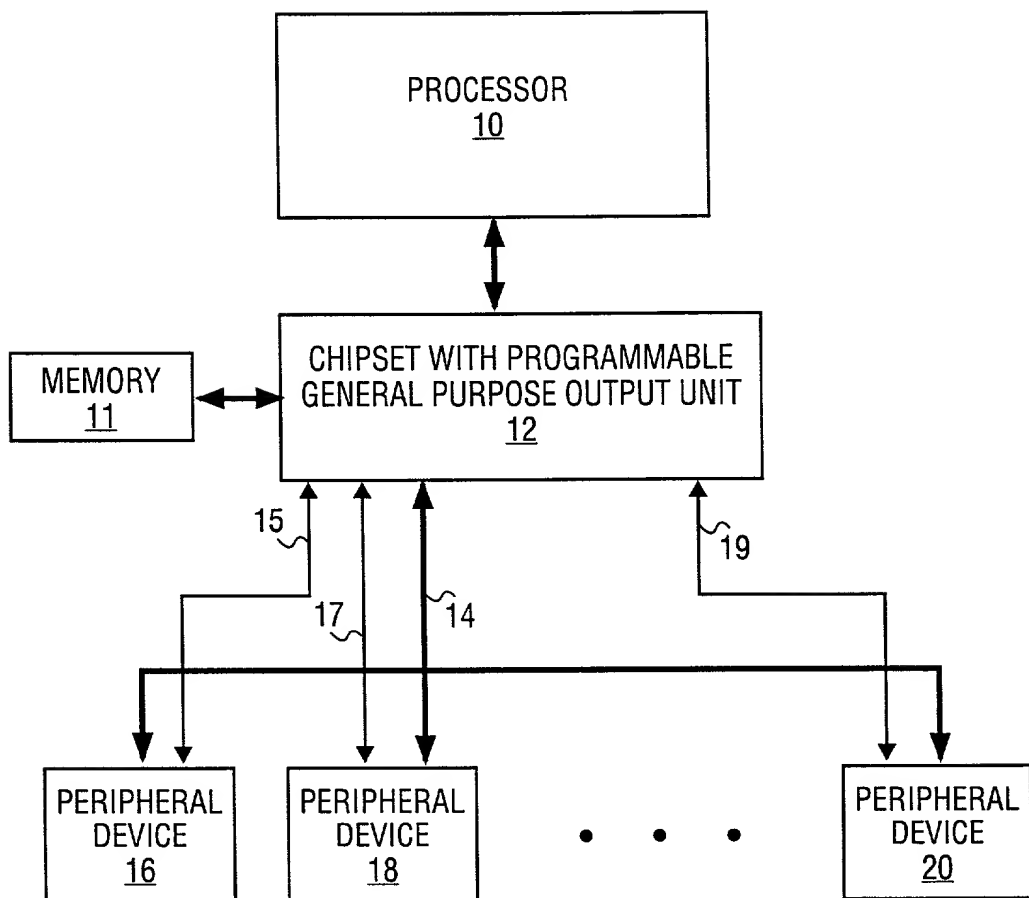 PROCESSOR
10
MEMORY
11
CHIPSET WITH PROGRAMMABLE
GENERAL PURPOSE OUTPUT UNIT
12
15
17
14
19
PERIPHERAL
DEVICE
16
PERIPHERAL
DEVICE
18
PERIPHERAL
DEVICE
20